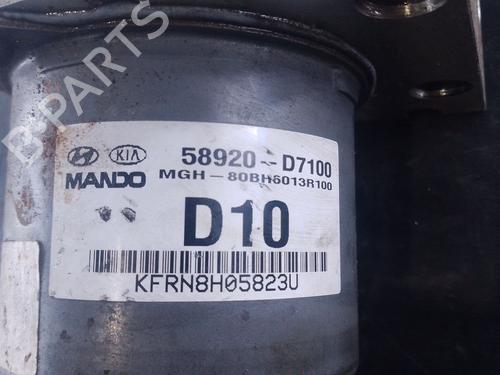 58920-D7100
KIA
MANDO MGH-80BH6013R100
D10
KFRN8H05823U
B-PARTS